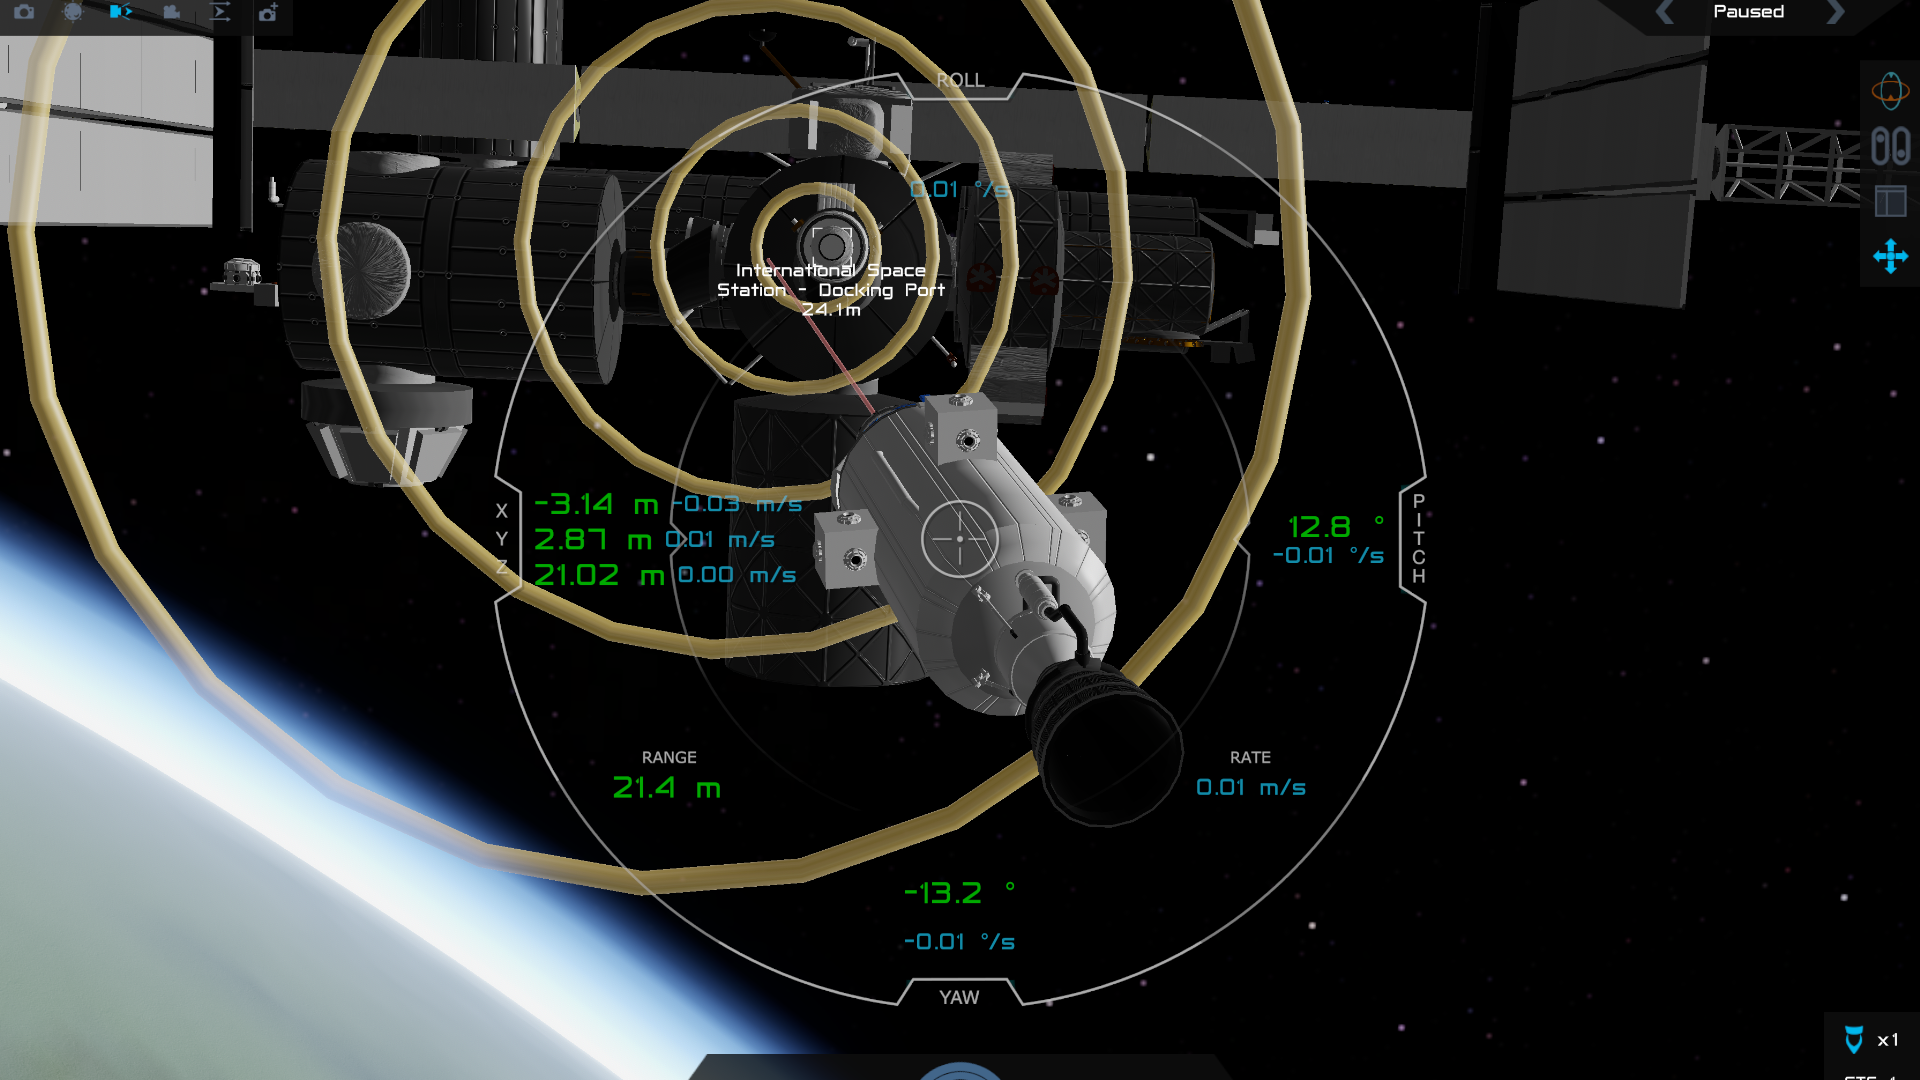 Paused
ROLL
0.01 °/s
International Space
Station - Docking Port
24.1m
X -3.14 m -0.03 m/s
Y 2.87 m 0.01 m/s
Z 21.02 m 0.00 m/s
12.8 °
-0.01 °/s
PITCH
RANGE
21.4 m
RATE
0.01 m/s
-13.2 °
-0.01 °/s
YAW
x1